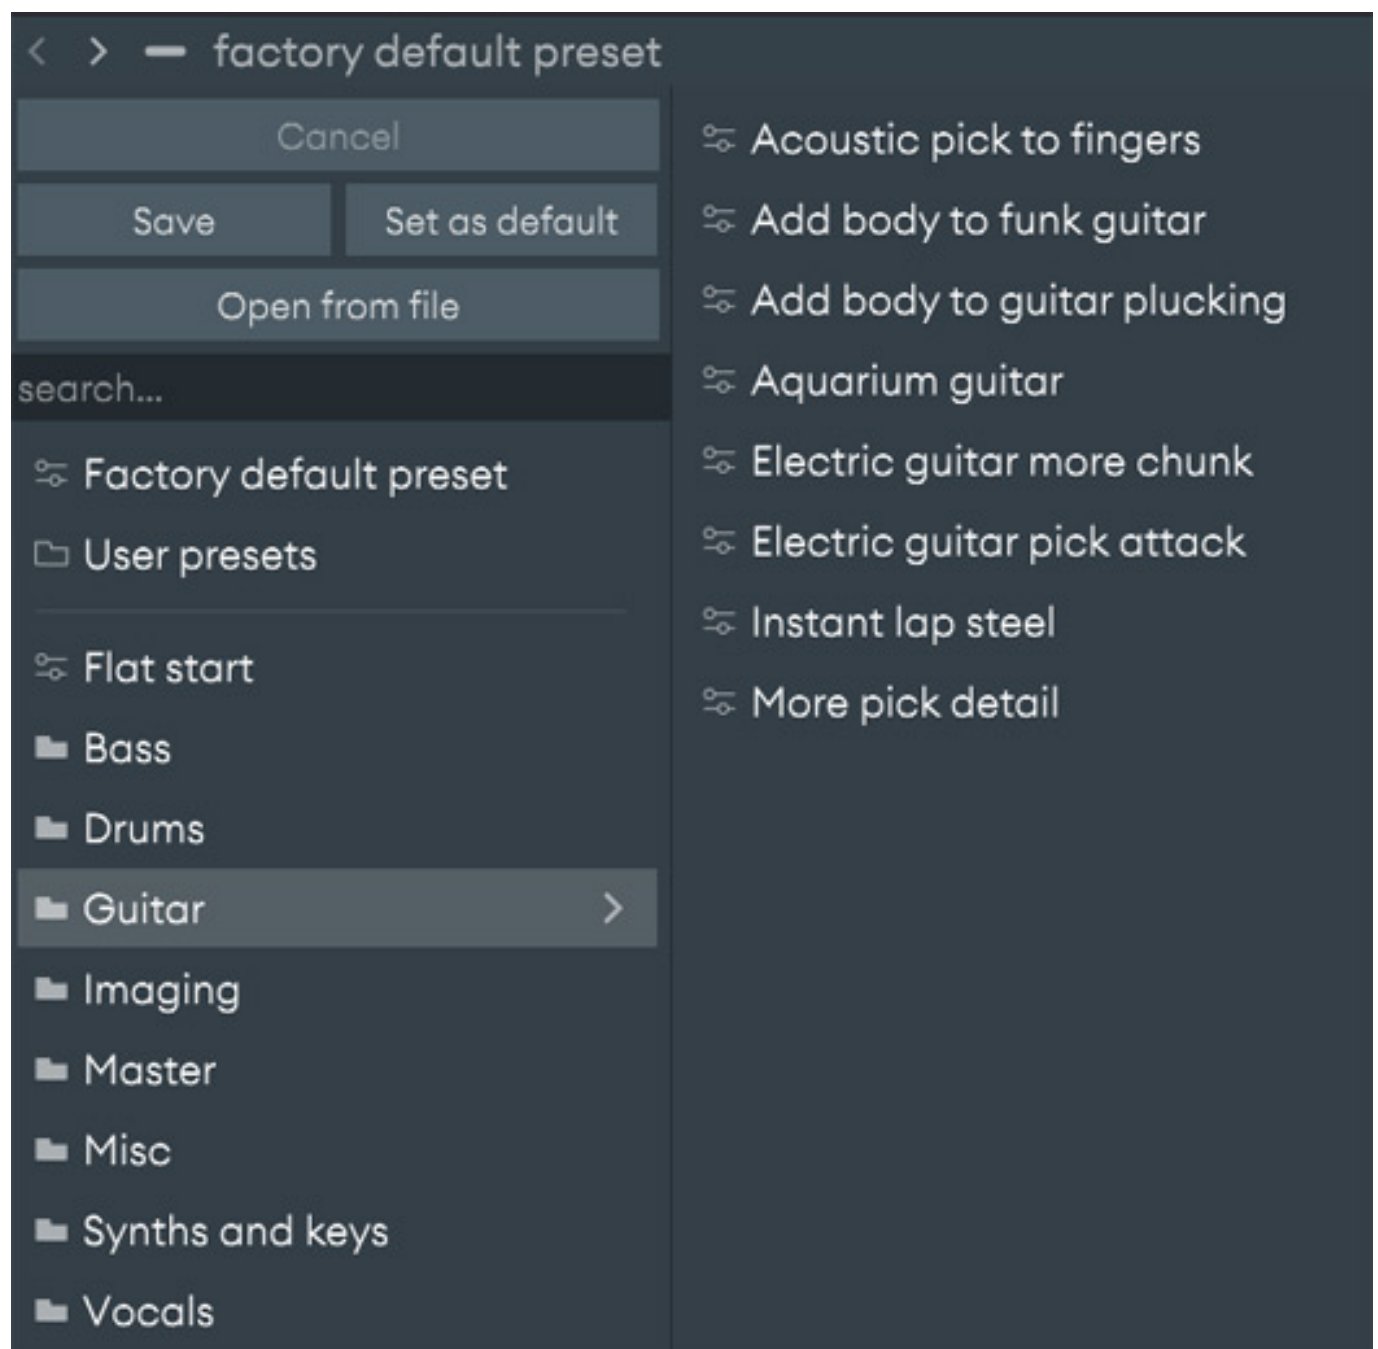 factory default preset
Cancel
Save
Set as default
Open from file
search...
Factory default preset
User presets
Flat start
Bass
Drums
Guitar
Imaging
Master
Misc
Synths and keys
Vocals
Acoustic pick to fingers
Add body to funk guitar
Add body to guitar plucking
Aquarium guitar
Electric guitar more chunk
Electric guitar pick attack
Instant lap steel
More pick detail